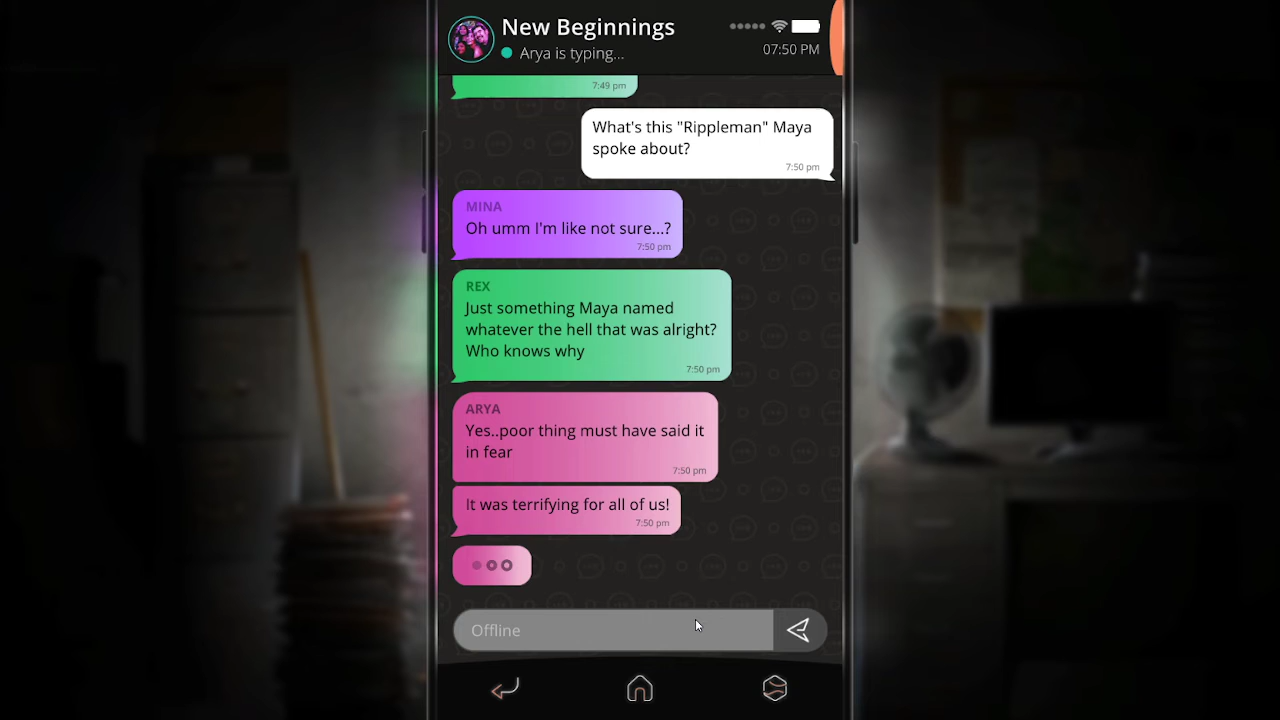 New Beginnings
Arya is typing...
07:50 PM
7:49 pm
What's this "Rippleman" Maya
spoke about?
7:50 pm
MINA
Oh umm I'm like not sure...?
7:50 pm
REX
Just something Maya named
whatever the hell that was alright?
Who knows why
7:50 pm
ARYA
Yes..poor thing must have said it
in fear
7:50 pm
It was terrifying for all of us!
7:50 pm
Offline